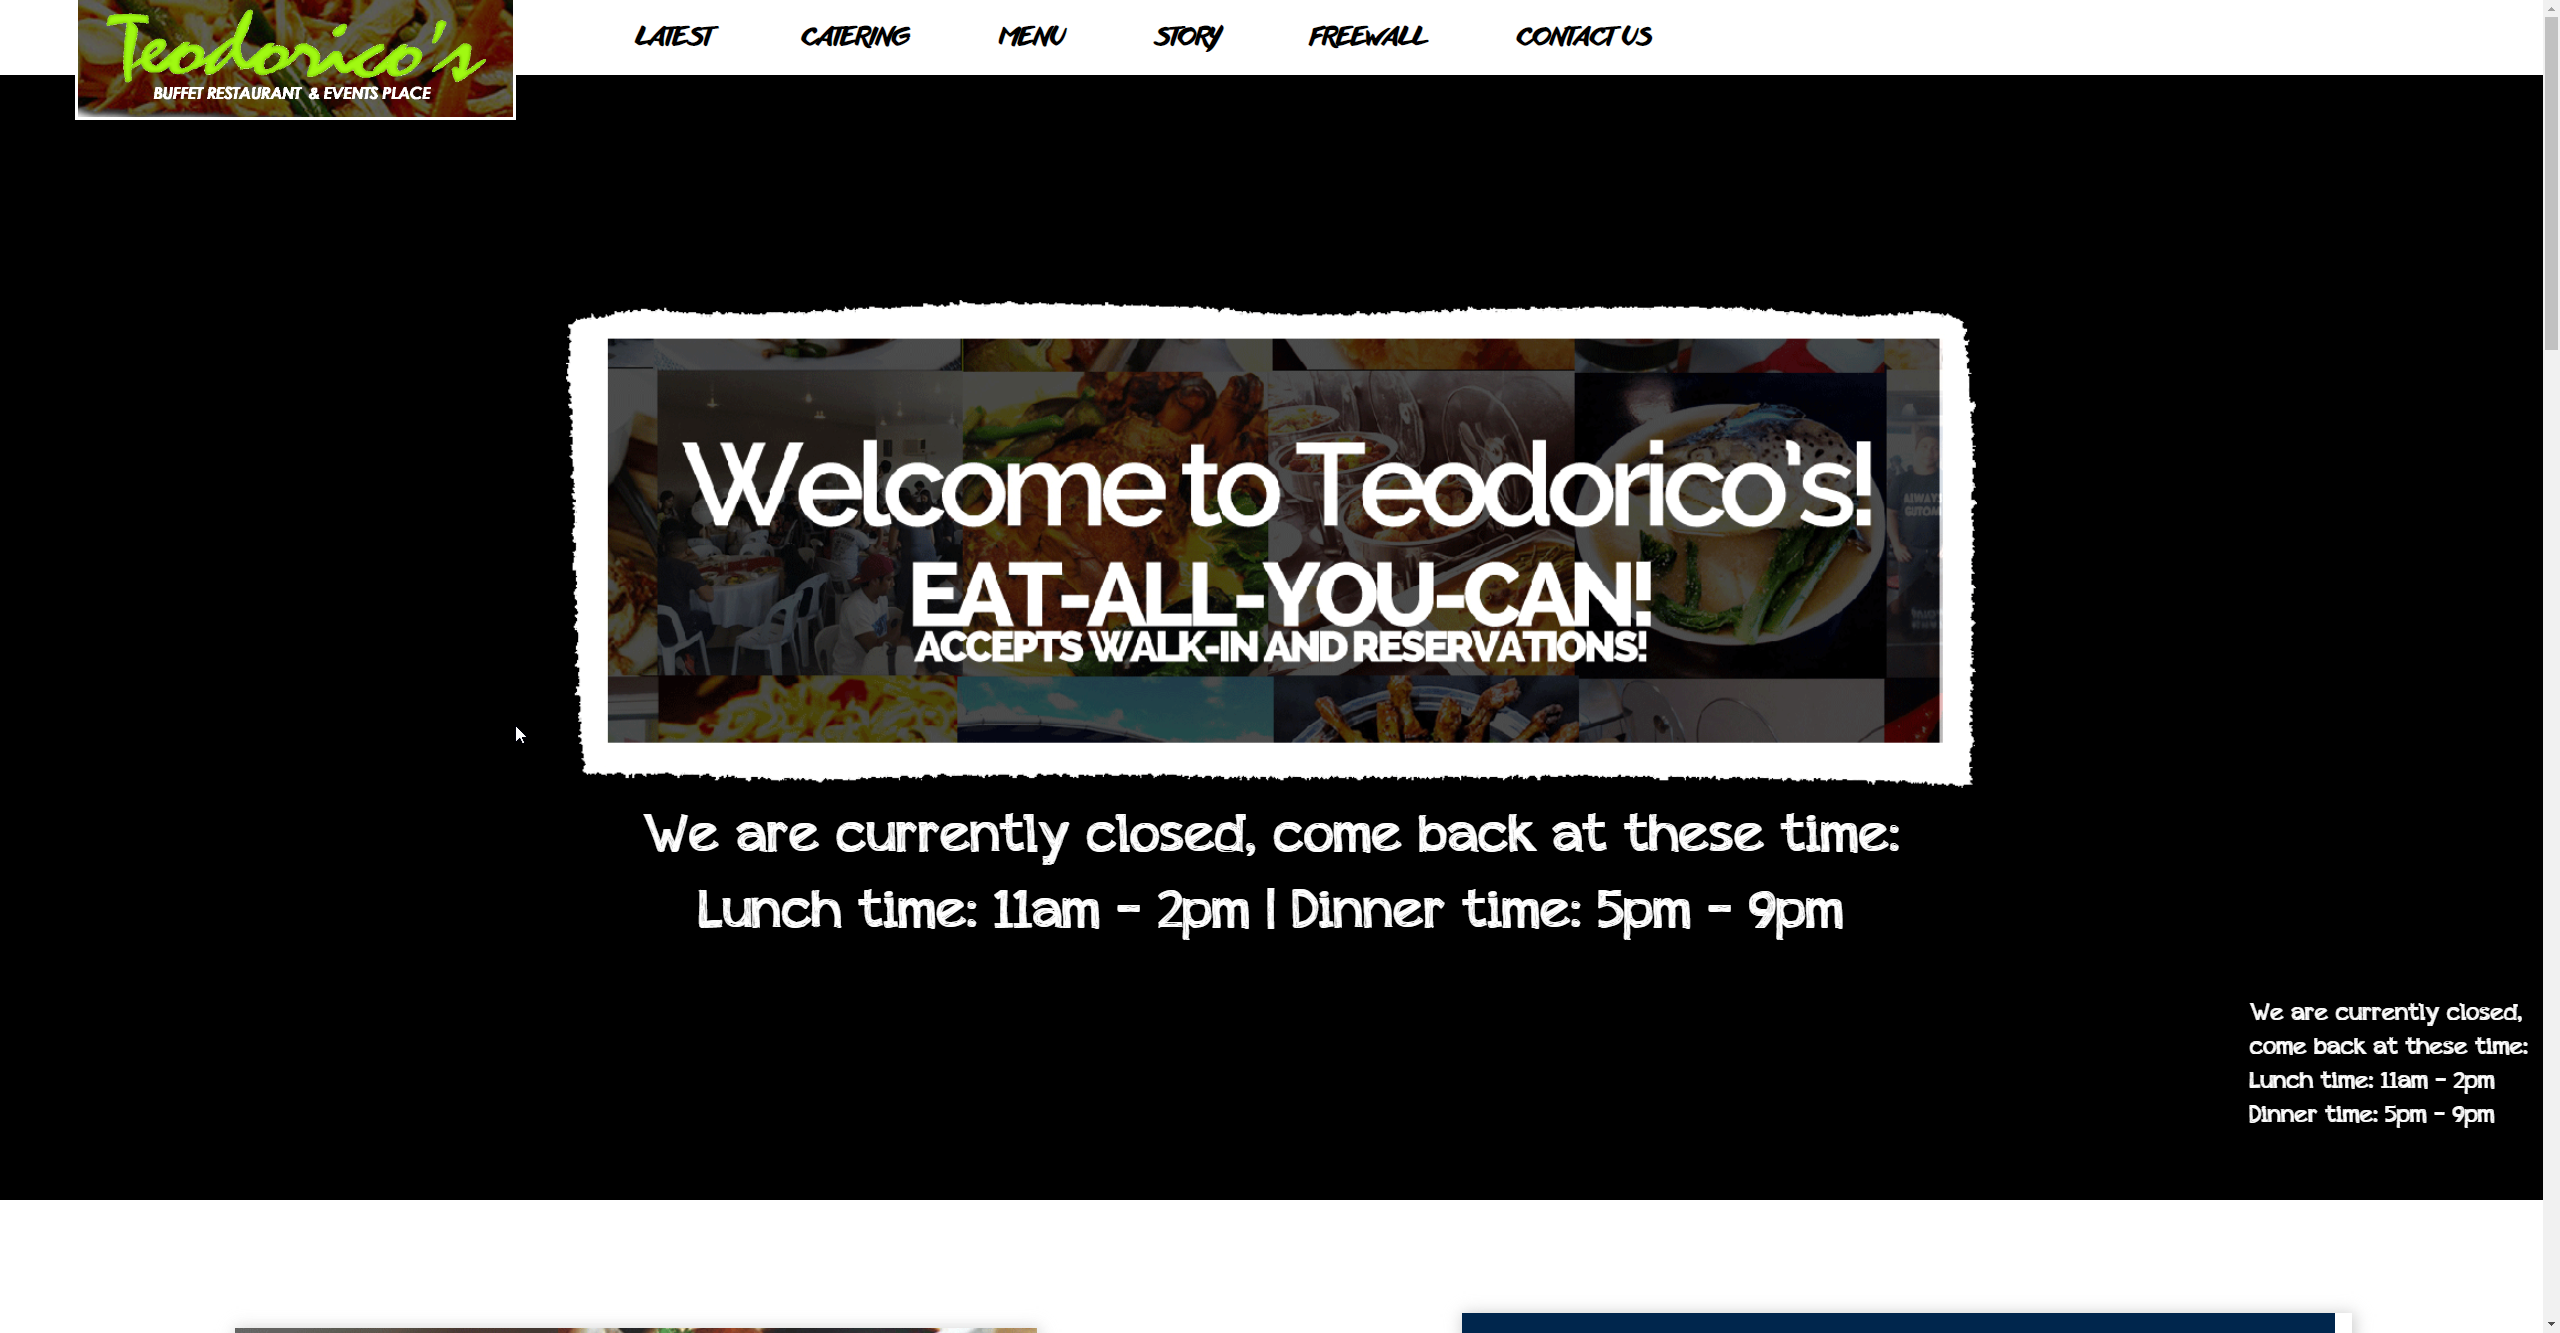 Teodorico's
BUFFET RESTAURANT & EVENTS PLACE
LATEST CATERING MENU STORY FREEWALL CONTACT US
Welcome to Teodorico's!
EAT-ALL-YOU-CAN!
ACCEPTS WALK-IN AND RESERVATIONS!
ALWAYS
GUTOM
We are currently closed, come back at these time:
Lunch time: 11am - 2pm | Dinner time: 5pm - 9pm
We are currently closed,
come back at these time:
Lunch time: 11am - 2pm
Dinner time: 5pm - 9pm